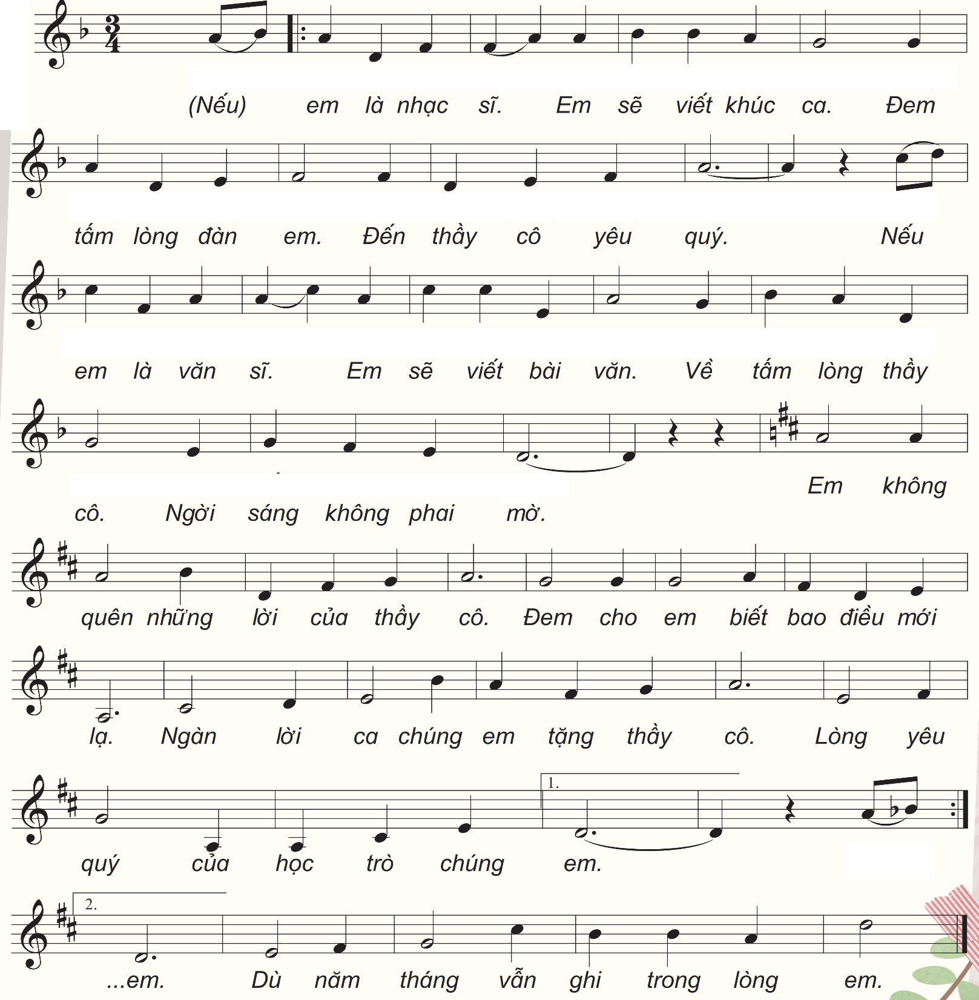 3
4
(Nếu) em là nhạc sĩ. Em sẽ viết khúc ca. Đem
tấm lòng đàn em. Đến thầy cô yêu quý. Nếu
em là văn sĩ. Em sẽ viết bài văn. Về tấm lòng thầy
Em không
cô. Ngời sáng không phai mờ.
quên những lời của thầy cô. Đem cho em biết bao điều mới
lạ. Ngàn lời ca chúng em tặng thầy cô. Lòng yêu
1.
quý của học trò chúng em.
2.
...em. Dù năm tháng vẫn ghi trong lòng em.